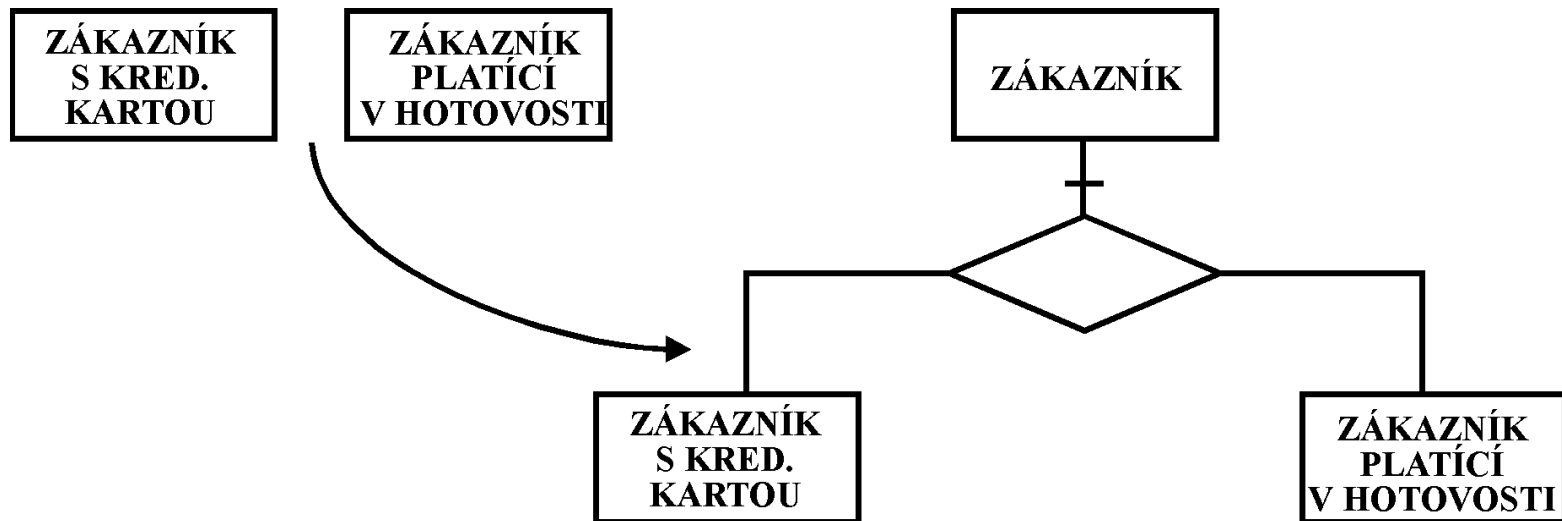 ZÁKAZNÍK
S KRED.
KARTOU
ZÁKAZNÍK
PLATÍCÍ
V HOTOVOSTI
ZÁKAZNÍK
ZÁKAZNÍK
S KRED.
KARTOU
ZÁKAZNÍK
PLATÍCÍ
V HOTOVOSTI